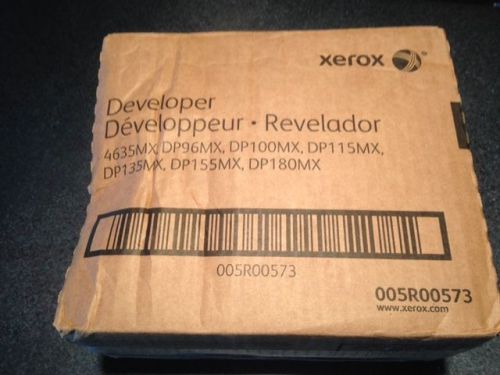 xerox
Developer
Développeur • Revelador
4635MX, DP96MX, DP100MX, DP115MX,
DP135MX, DP155MX, DP180MX
005R00573
005R00573
www.xerox.com